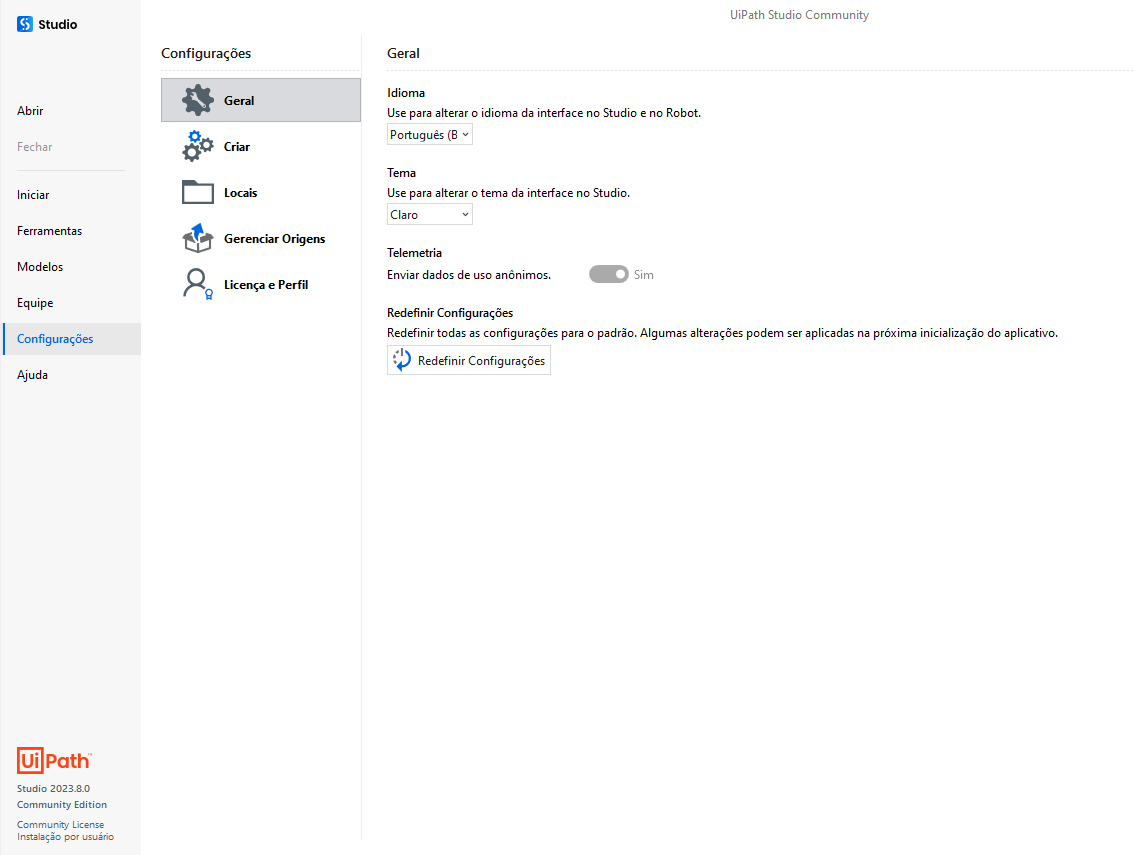 Studio
UiPath Studio Community
Abrir
Fechar
Iniciar
Ferramentas
Modelos
Equipe
Configurações
Ajuda
UiPath™
Studio 2023.8.0
Community Edition
Community License
Instalação por usuário
Configurações
Geral
Criar
Locais
Gerenciar Origens
Licença e Perfil
Geral
Idioma
Use para alterar o idioma da interface no Studio e no Robot.
Português (B
Tema
Use para alterar o tema da interface no Studio.
Claro
Telemetria
Enviar dados de uso anônimos. Sim
Redefinir Configurações
Redefinir todas as configurações para o padrão. Algumas alterações podem ser aplicadas na próxima inicialização do aplicativo.
Redefinir Configurações